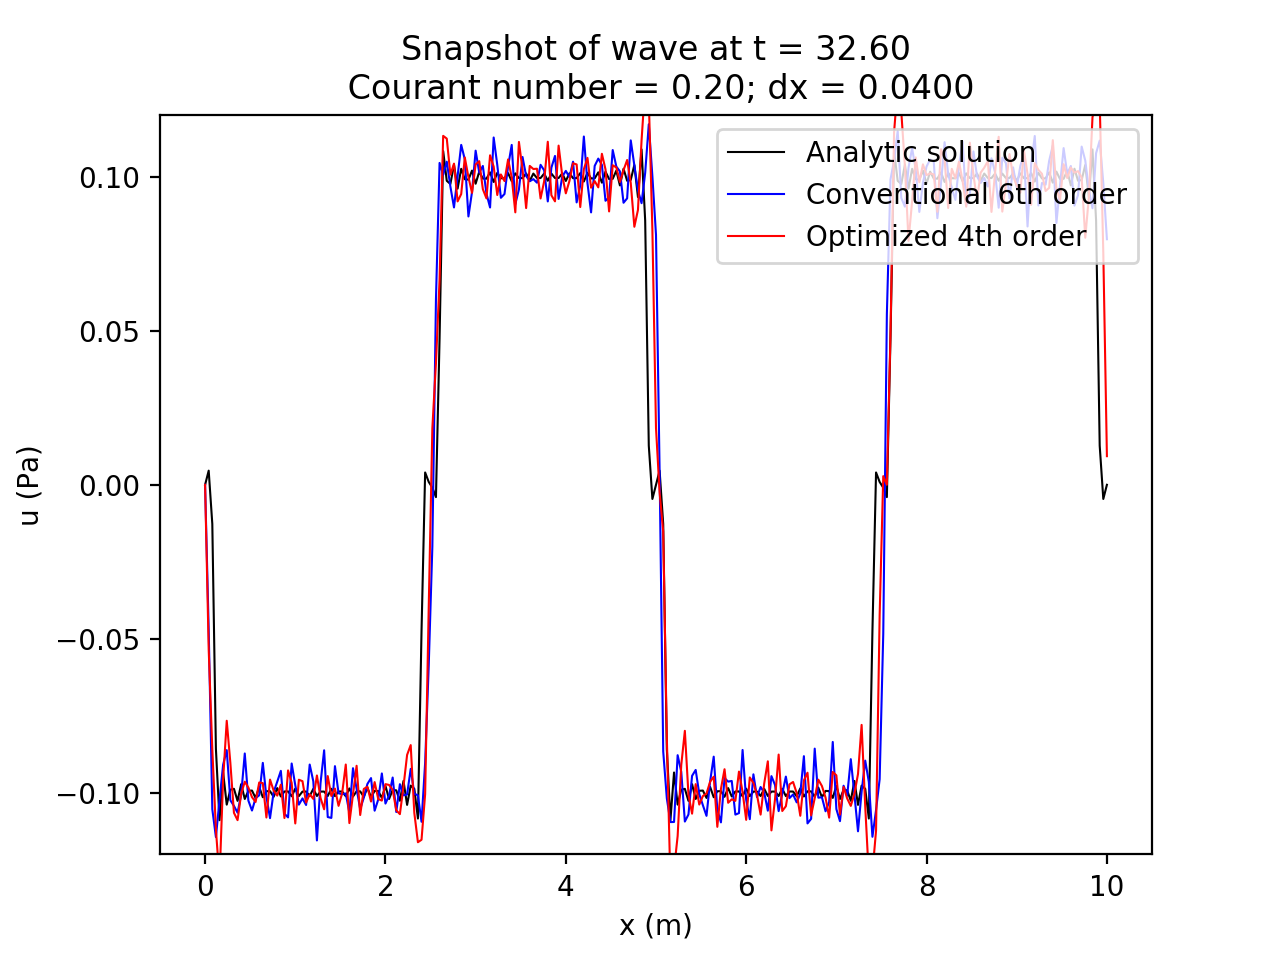 Snapshot of wave at t = 32.60
Courant number = 0.20; dx = 0.0400
Analytic solution
Conventional 6th order
Optimized 4th order
0.10
0.05
0.00
−0.05
−0.10
u (Pa)
0 2 4 6 8 10
x (m)